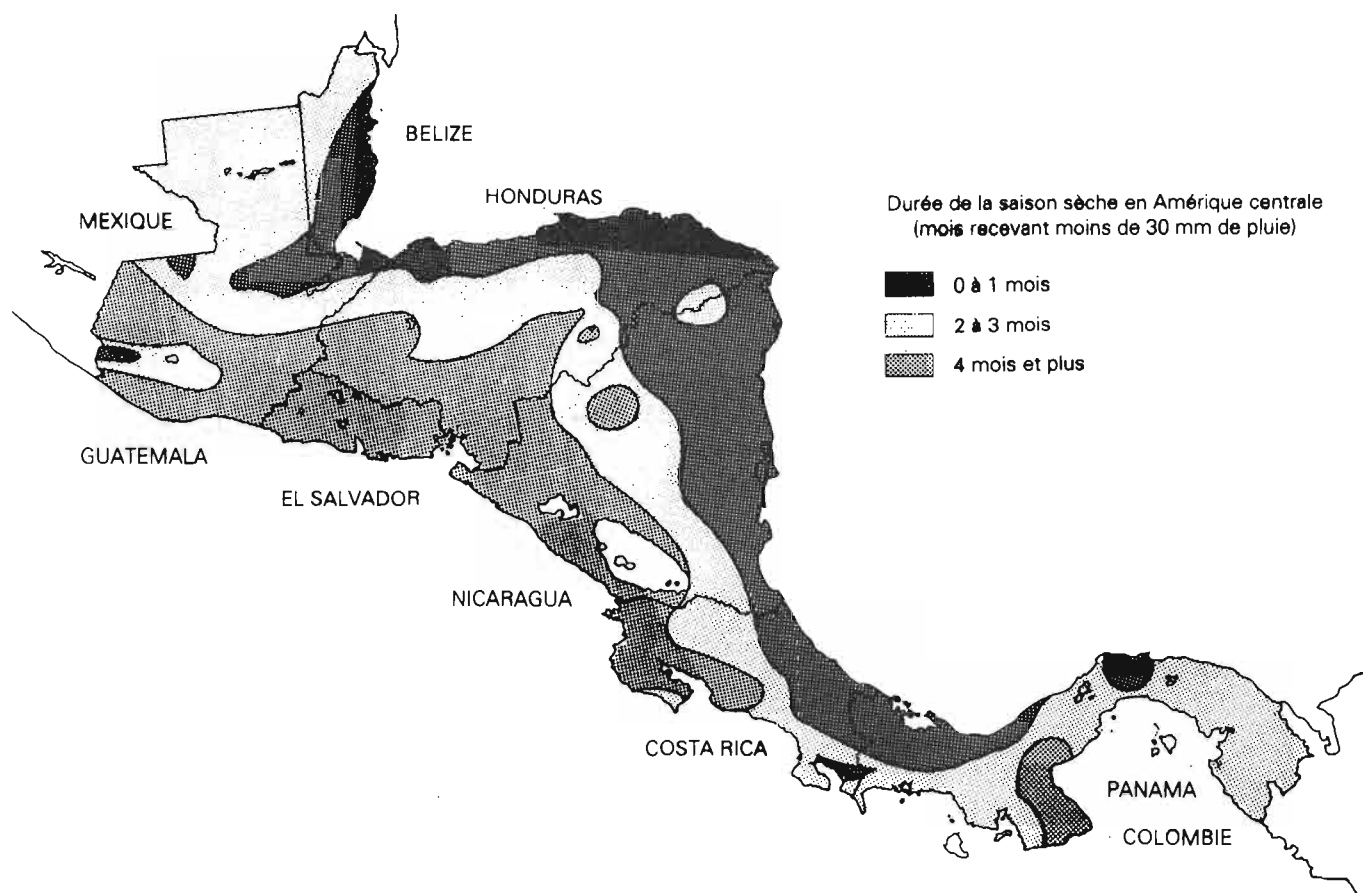 BELIZE
HONDURAS
MEXIQUE
Durée de la saison sèche en Amérique centrale
(mois recevant moins de 30 mm de pluie)
0 à 1 mois
2 à 3 mois
4 mois et plus
GUATEMALA
EL SALVADOR
NICARAGUA
COSTA RICA
PANAMA
COLOMBIE